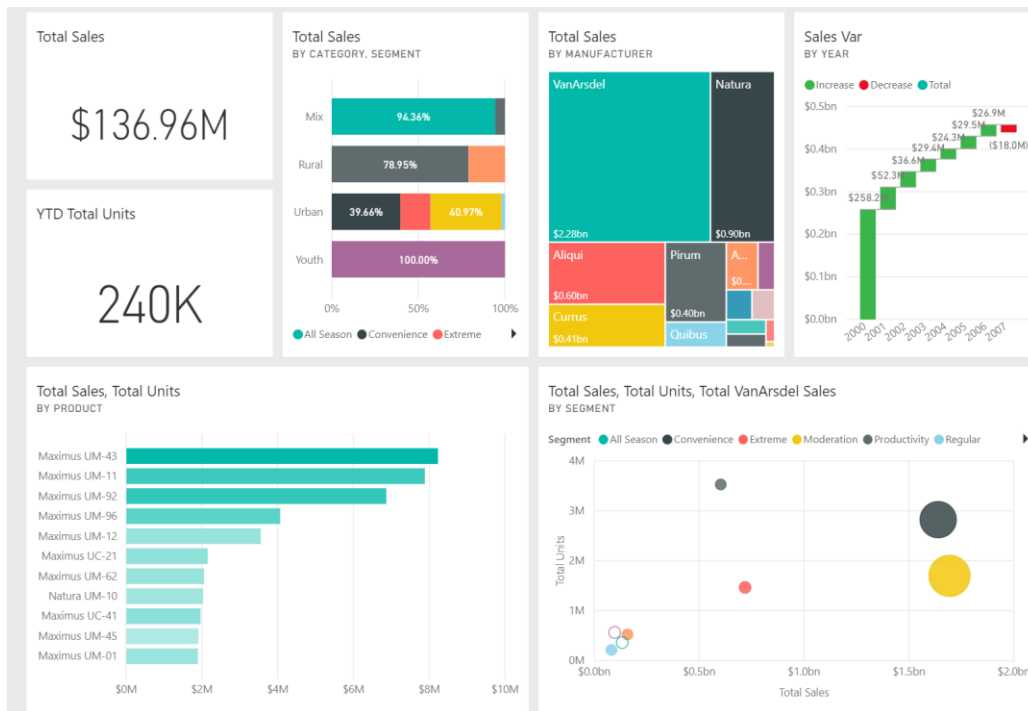 Total Sales
$136.96M
YTD Total Units
240K
Total Sales
BY CATEGORY, SEGMENT
Mix
94.36%
Rural
78.95%
Urban
39.66%
40.97%
Youth
100.00%
0%
50%
100%
All Season
Convenience
Extreme
Total Sales
BY MANUFACTURER
VanArsdel
$2.28bn
Natura
$0.90bn
Aliqui
$0.60bn
Pirum
$0.40bn
A...
$0....
Currus
$0.41bn
Quibus
Sales Var
BY YEAR
Increase
Decrease
Total
$0.5bn
$0.4bn
$0.3bn
$0.2bn
$0.1bn
$0.0bn
$52.3M
$36.6M
$29.4M
$24.3M
$29.5M
$26.9M
($18.0M)
2000
2001
2002
2003
2004
2005
2006
2007
Total Sales, Total Units
BY PRODUCT
Maximus UM-43
Maximus UM-11
Maximus UM-92
Maximus UM-96
Maximus UM-12
Maximus UC-21
Maximus UM-62
Natura UM-10
Maximus UC-41
Maximus UM-45
Maximus UM-01
$0M
$2M
$4M
$6M
$8M
$10M
Total Sales, Total Units, Total VanArsdel Sales
BY SEGMENT
Segment
All Season
Convenience
Extreme
Moderation
Productivity
Regular
4M
3M
2M
1M
0M
Total Units
$0.0bn
$0.5bn
$1.0bn
$1.5bn
$2.0bn
Total Sales